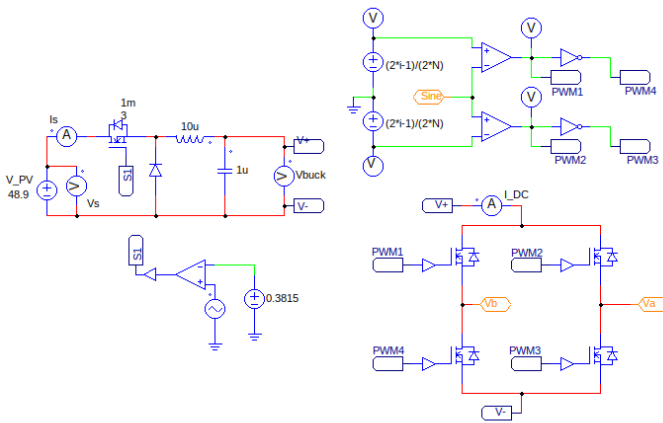 V
(2*i-1)/(2*N)
V
PWM1
PWM4
Sine
(2*i-1)/(2*N)
V
PWM2
PWM3
V
1m
3
Is
A
S1
10u
1u
V+
V
Vbuck
V-
V_PV
48.9
V
Vs
S1
0.3815
V+
A
I_DC
PWM1
PWM2
Vb
Va
PWM4
PWM3
V-